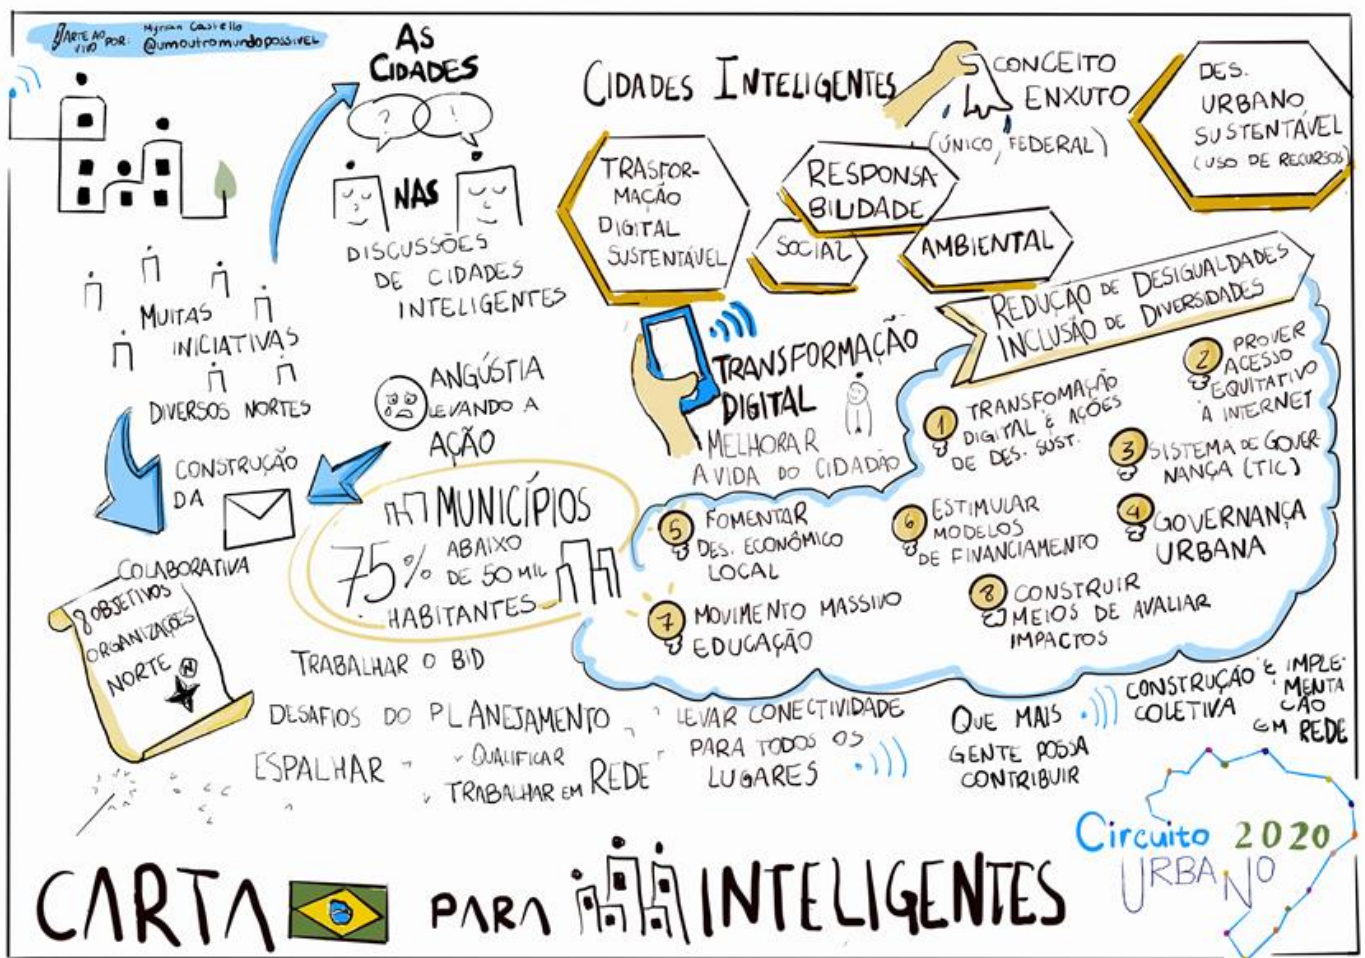 ARTE AO VIVO POR:
Myrian Castello
@umoutromundopossivel
AS
CIDADES
? !
NAS
DISCUSSÕES
DE CIDADES
INTELIGENTES
MUITAS
INICIATIVAS
DIVERSOS NORTES
ANGÚSTIA
LEVANDO A
AÇÃO
CONSTRUÇÃO
DA
COLABORATIVA
8 OBJETIVOS
ORGANIZAÇÕES
NORTE
N
CIDADES INTELIGENTES
CONCEITO
ENXUTO
(ÚNICO, FEDERAL)
DES.
URBANO
SUSTENTÁVEL
(USO DE RECURSOS)
TRASFOR-
MAÇÃO
DIGITAL
SUSTENTÁVEL
RESPONSA-
BILIDADE
SOCIAL
AMBIENTAL
TRANSFORMAÇÃO
DIGITAL
MELHORAR
A VIDA DO CIDADÃO
REDUÇÃO DE DESIGUALDADES
INCLUSÃO DE DIVERSIDADES
1 TRANSFOMAÇÃO
DIGITAL E AÇÕES
DE DES. SUST.
2 PROVER
ACESSO
EQUITATIVO
À INTERNET
3 SISTEMA DE GOVER-
NANÇA (TIC)
4 GOVERNANÇA
URBANA
5 FOMENTAR
DES. ECONÔMICO
LOCAL
6 ESTIMULAR
MODELOS
DE FINANCIAMENTO
7 MOVIMENTO MASSIVO
EDUCAÇÃO
8 CONSTRUIR
MEIOS DE AVALIAR
IMPACTOS
MUNICÍPIOS
75% ABAIXO
DE 50 MIL
HABITANTES
TRABALHAR O BID
DESAFIOS DO PLANEJAMENTO
ESPALHAR
QUALIFICAR
TRABALHAR EM REDE
LEVAR CONECTIVIDADE
PARA TODOS OS
LUGARES
QUE MAIS
GENTE POSSA
CONTRIBUIR
CONSTRUÇÃO
COLETIVA
E IMPLE-
MENTA
ÇÃO
EM REDE
Circuito 2020
URBANO
CARTA PARA INTELIGENTES